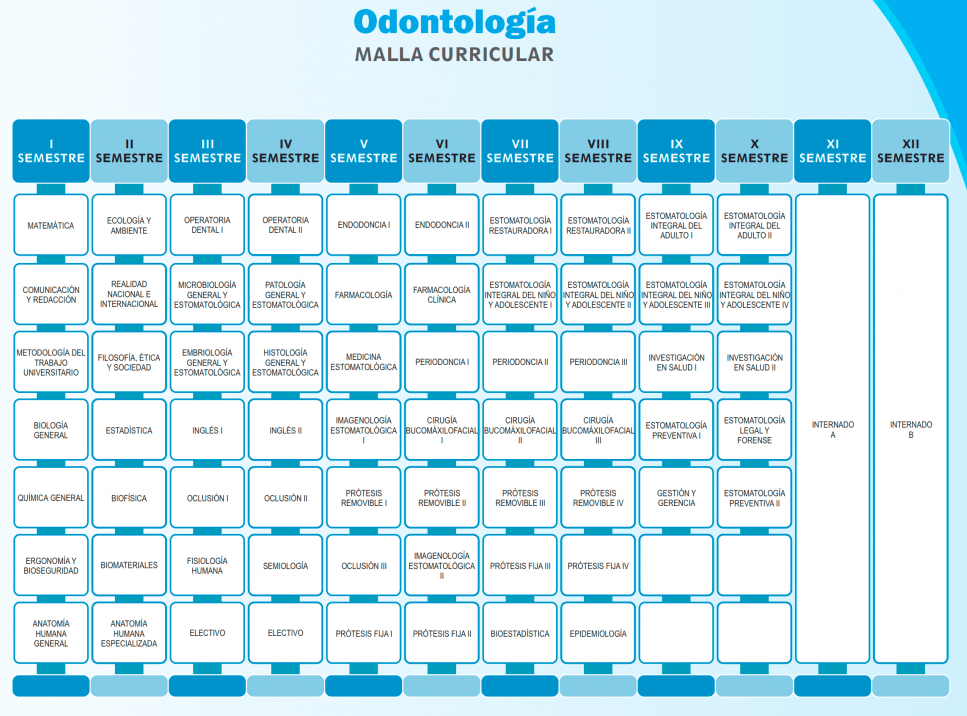 Odontología
MALLA CURRICULAR
I
SEMESTRE
II
SEMESTRE
III
SEMESTRE
IV
SEMESTRE
V
SEMESTRE
VI
SEMESTRE
VII
SEMESTRE
VIII
SEMESTRE
IX
SEMESTRE
X
SEMESTRE
XI
SEMESTRE
XII
SEMESTRE
MATEMÁTICA
ECOLOGÍA Y
AMBIENTE
OPERATORIA
DENTAL I
OPERATORIA
DENTAL II
ENDODONCIA I
ENDODONCIA II
ESTOMATOLOGÍA
RESTAURADORA I
ESTOMATOLOGÍA
RESTAURADORA II
ESTOMATOLOGÍA
INTEGRAL DEL
ADULTO I
ESTOMATOLOGÍA
INTEGRAL DEL
ADULTO II
COMUNICACIÓN
Y REDACCIÓN
REALIDAD
NACIONAL E
INTERNACIONAL
MICROBIOLOGÍA
GENERAL Y
ESTOMATOLÓGICA
PATOLOGÍA
GENERAL Y
ESTOMATOLÓGICA
FARMACOLOGÍA
FARMACOLOGÍA
CLÍNICA
ESTOMATOLOGÍA
INTEGRAL DEL NIÑO
Y ADOLESCENTE I
ESTOMATOLOGÍA
INTEGRAL DEL NIÑO
Y ADOLESCENTE II
ESTOMATOLOGÍA
INTEGRAL DEL NIÑO
Y ADOLESCENTE III
ESTOMATOLOGÍA
INTEGRAL DEL NIÑO
Y ADOLESCENTE IV
METODOLOGÍA DEL
TRABAJO
UNIVERSITARIO
FILOSOFÍA, ÉTICA
Y SOCIEDAD
EMBRIOLOGÍA
GENERAL Y
ESTOMATOLÓGICA
HISTOLOGÍA
GENERAL Y
ESTOMATOLÓGICA
MEDICINA
ESTOMATOLÓGICA
PERIODONCIA I
PERIODONCIA II
PERIODONCIA III
INVESTIGACIÓN
EN SALUD I
INVESTIGACIÓN
EN SALUD II
BIOLOGÍA
GENERAL
ESTADÍSTICA
INGLÉS I
INGLÉS II
IMAGENOLOGÍA
ESTOMATOLÓGICA
I
CIRUGÍA
BUCOMÁXILOFACIAL
I
CIRUGÍA
BUCOMÁXILOFACIAL
II
CIRUGÍA
BUCOMÁXILOFACIAL
III
ESTOMATOLOGÍA
PREVENTIVA I
ESTOMATOLOGÍA
LEGAL Y
FORENSE
INTERNADO
A
INTERNADO
B
QUÍMICA GENERAL
BIOFÍSICA
OCLUSIÓN I
OCLUSIÓN II
PRÓTESIS
REMOVIBLE I
PRÓTESIS
REMOVIBLE II
PRÓTESIS
REMOVIBLE III
PRÓTESIS
REMOVIBLE IV
GESTIÓN Y
GERENCIA
ESTOMATOLOGÍA
PREVENTIVA II
ERGONOMÍA Y
BIOSEGURIDAD
BIOMATERIALES
FISIOLOGÍA
HUMANA
SEMIOLOGÍA
OCLUSIÓN III
IMAGENOLOGÍA
ESTOMATOLÓGICA
II
PRÓTESIS FIJA III
PRÓTESIS FIJA IV
ANATOMÍA
HUMANA
GENERAL
ANATOMÍA
HUMANA
ESPECIALIZADA
ELECTIVO
ELECTIVO
PRÓTESIS FIJA I
PRÓTESIS FIJA II
BIOESTADÍSTICA
EPIDEMIOLOGÍA